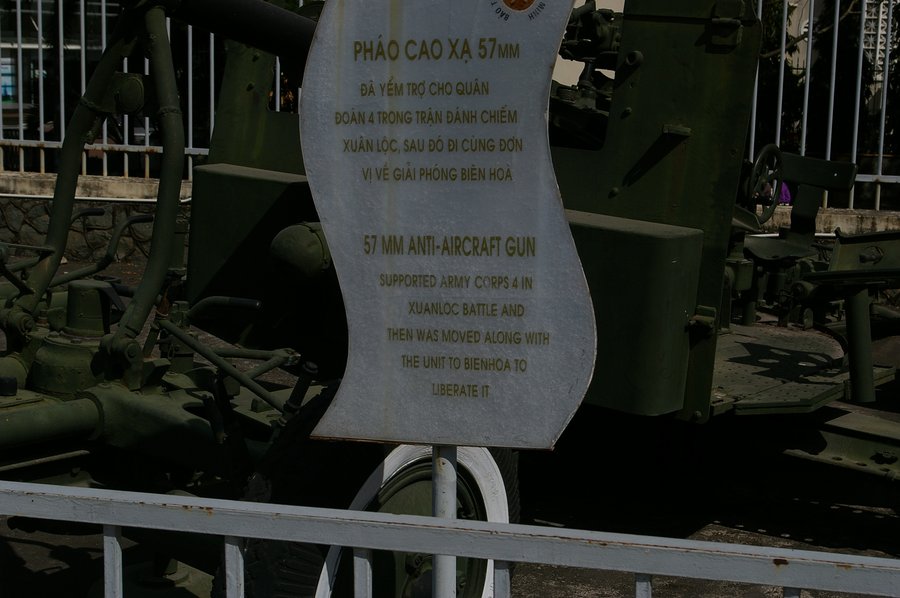 BẢO T
MINH
PHÁO CAO XẠ 57MM
ĐÃ YỂM TRỢ CHO QUÂN
ĐOÀN 4 TRONG TRẬN ĐÁNH CHIẾM
XUÂN LỘC, SAU ĐÓ ĐI CÙNG ĐƠN
VỊ VỀ GIẢI PHÓNG BIÊN HOÀ
57 MM ANTI-AIRCRAFT GUN
SUPPORTED ARMY CORPS 4 IN
XUANLOC BATTLE AND
THEN WAS MOVED ALONG WITH
THE UNIT TO BIENHOA TO
LIBERATE IT